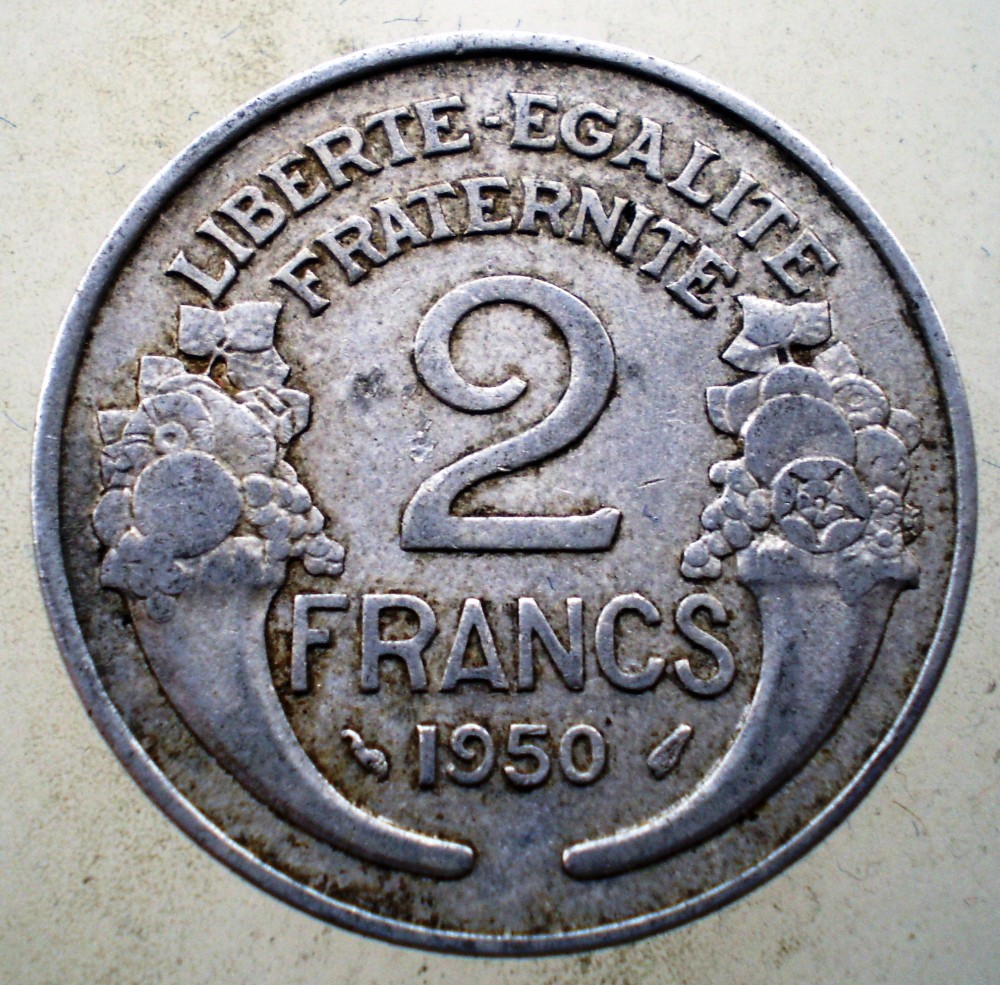 LIBERTE-EGALITE
FRATERNITE
2
FRANCS
1950